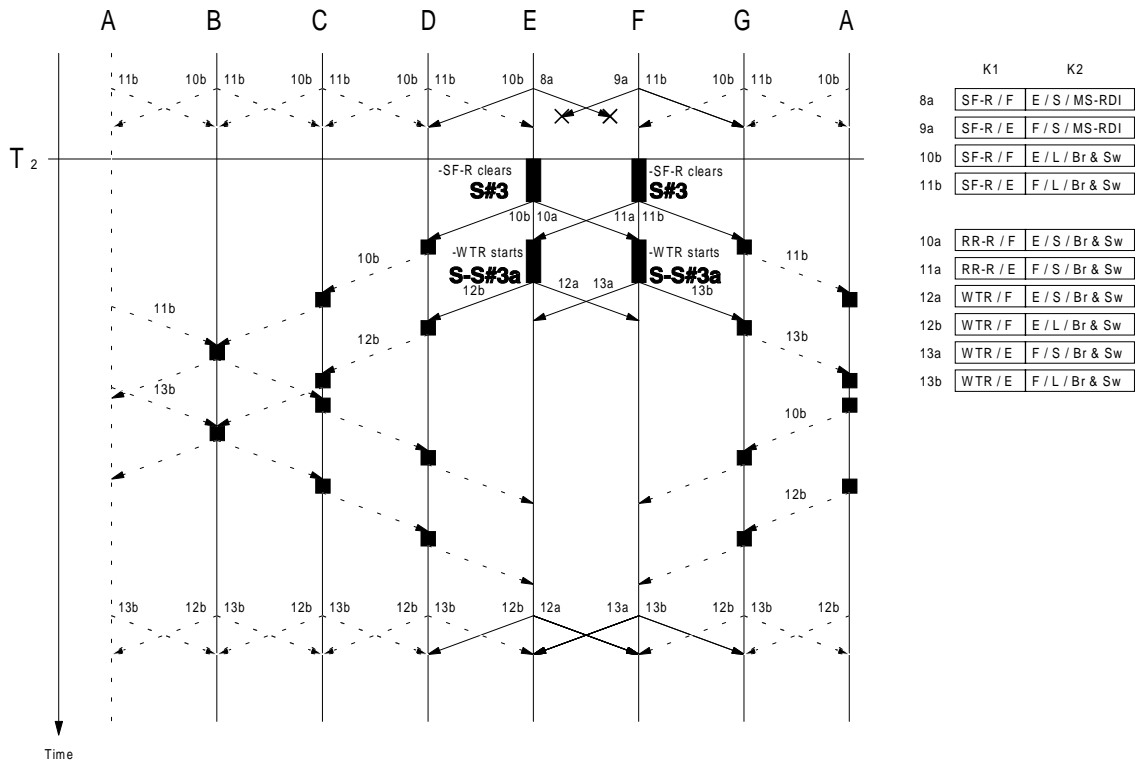 A B C D E F G A
K1 K2
11b 10b 11b 10b 11b 10b 11b 10b 8a 9a 11b 10b 11b 10b
8a SF-R / F E / S / MS-RDI
9a SF-R / E F / S / MS-RDI
10b SF-R / F E / L / Br & Sw
11b SF-R / E F / L / Br & Sw
T 2
-SF-R clears -SF-R clears
S#3 S#3
10b 10a 11a 11b
10a RR-R / F E / S / Br & Sw
11a RR-R / E F / S / Br & Sw
12a WTR / F E / S / Br & Sw
12b WTR / F E / L / Br & Sw
13a WTR / E F / S / Br & Sw
13b WTR / E F / L / Br & Sw
-WTR starts -WTR starts
10b 11b
S-S#3a S-S#3a
12b 12a 13a 13b
11b
12b 13b
13b
10b
12b
13b 12b 13b 12b 13b 12b 13b 12b 12a 13a 13b 12b 13b 12b
Time